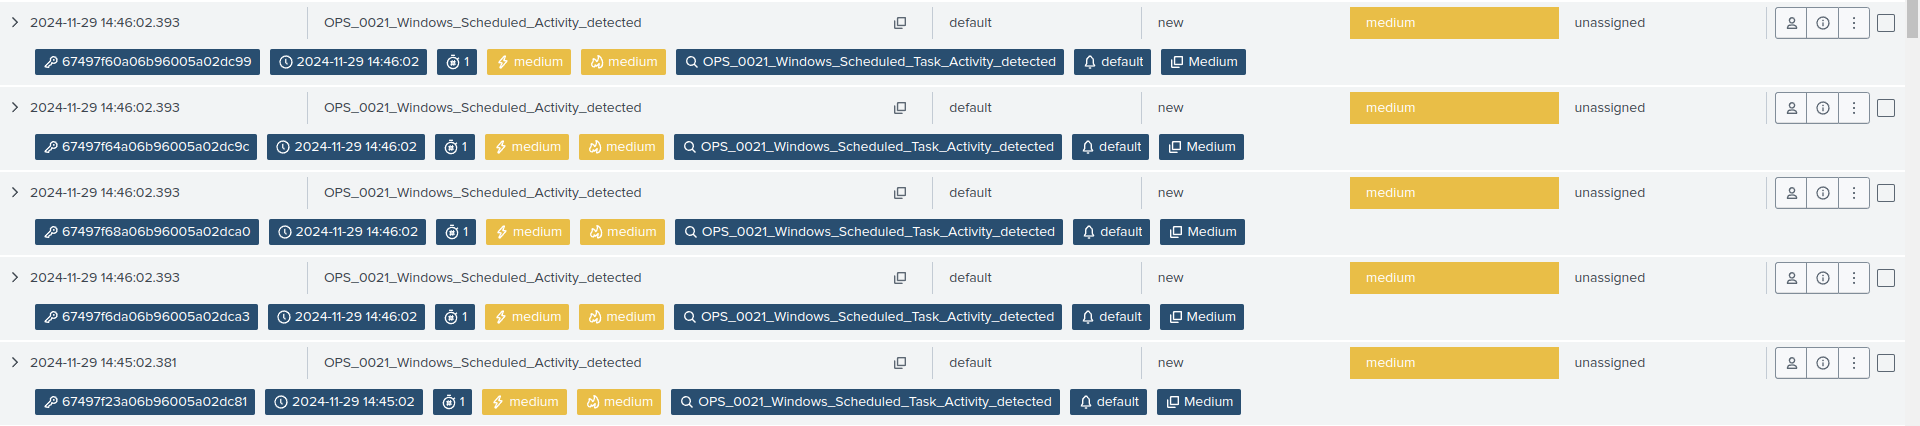 2024-11-29 14:46:02.393 OPS_0021_Windows_Scheduled_Activity_detected default new medium unassigned
67497f60a06b96005a02dc99 2024-11-29 14:46:02 1 medium medium OPS_0021_Windows_Scheduled_Task_Activity_detected default Medium
2024-11-29 14:46:02.393 OPS_0021_Windows_Scheduled_Activity_detected default new medium unassigned
67497f64a06b96005a02dc9c 2024-11-29 14:46:02 1 medium medium OPS_0021_Windows_Scheduled_Task_Activity_detected default Medium
2024-11-29 14:46:02.393 OPS_0021_Windows_Scheduled_Activity_detected default new medium unassigned
67497f68a06b96005a02dca0 2024-11-29 14:46:02 1 medium medium OPS_0021_Windows_Scheduled_Task_Activity_detected default Medium
2024-11-29 14:46:02.393 OPS_0021_Windows_Scheduled_Activity_detected default new medium unassigned
67497f6da06b96005a02dca3 2024-11-29 14:46:02 1 medium medium OPS_0021_Windows_Scheduled_Task_Activity_detected default Medium
2024-11-29 14:45:02.381 OPS_0021_Windows_Scheduled_Activity_detected default new medium unassigned
67497f23a06b96005a02dc81 2024-11-29 14:45:02 1 medium medium OPS_0021_Windows_Scheduled_Task_Activity_detected default Medium